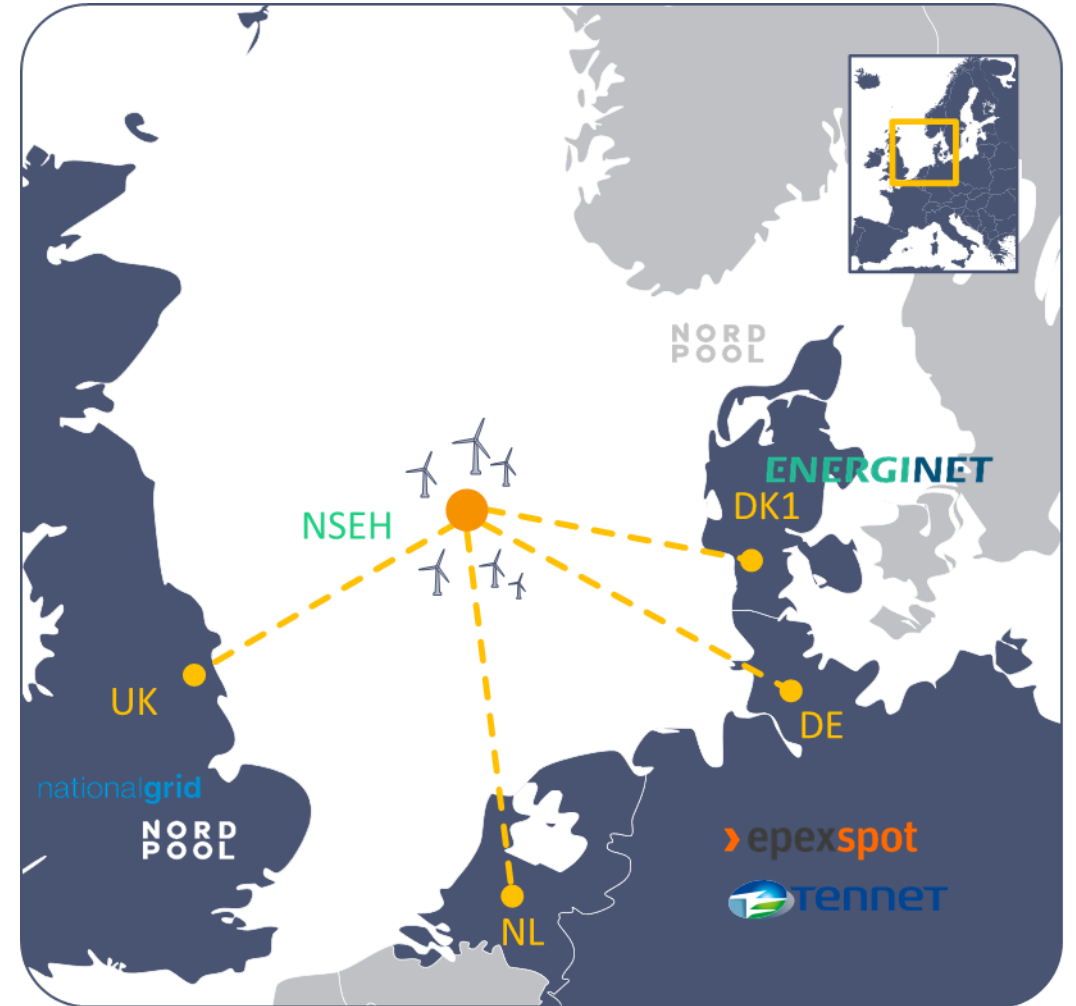 NORD
POOL
ENERGINET
DK1
NSEH
UK
DE
nationalgrid
NORD
POOL
epexspot
TENNET
NL